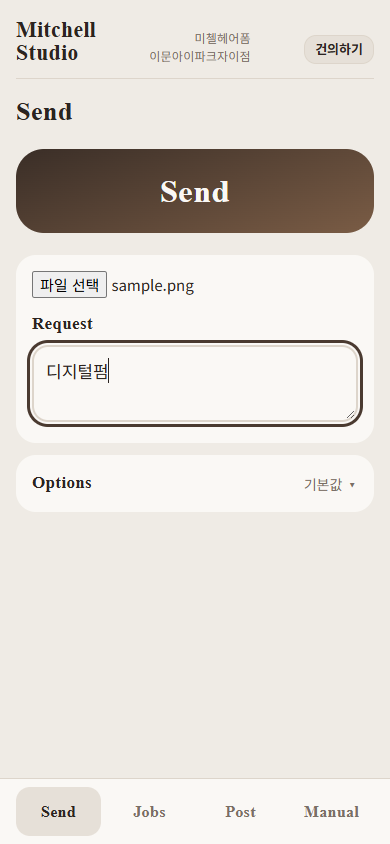 Mitchell
Studio
미첼헤어폼
이문아이파크자이점
건의하기
Send
Send
파일 선택 sample.png
Request
디지털펌
Options
기본값 ▾
Send
Jobs
Post
Manual